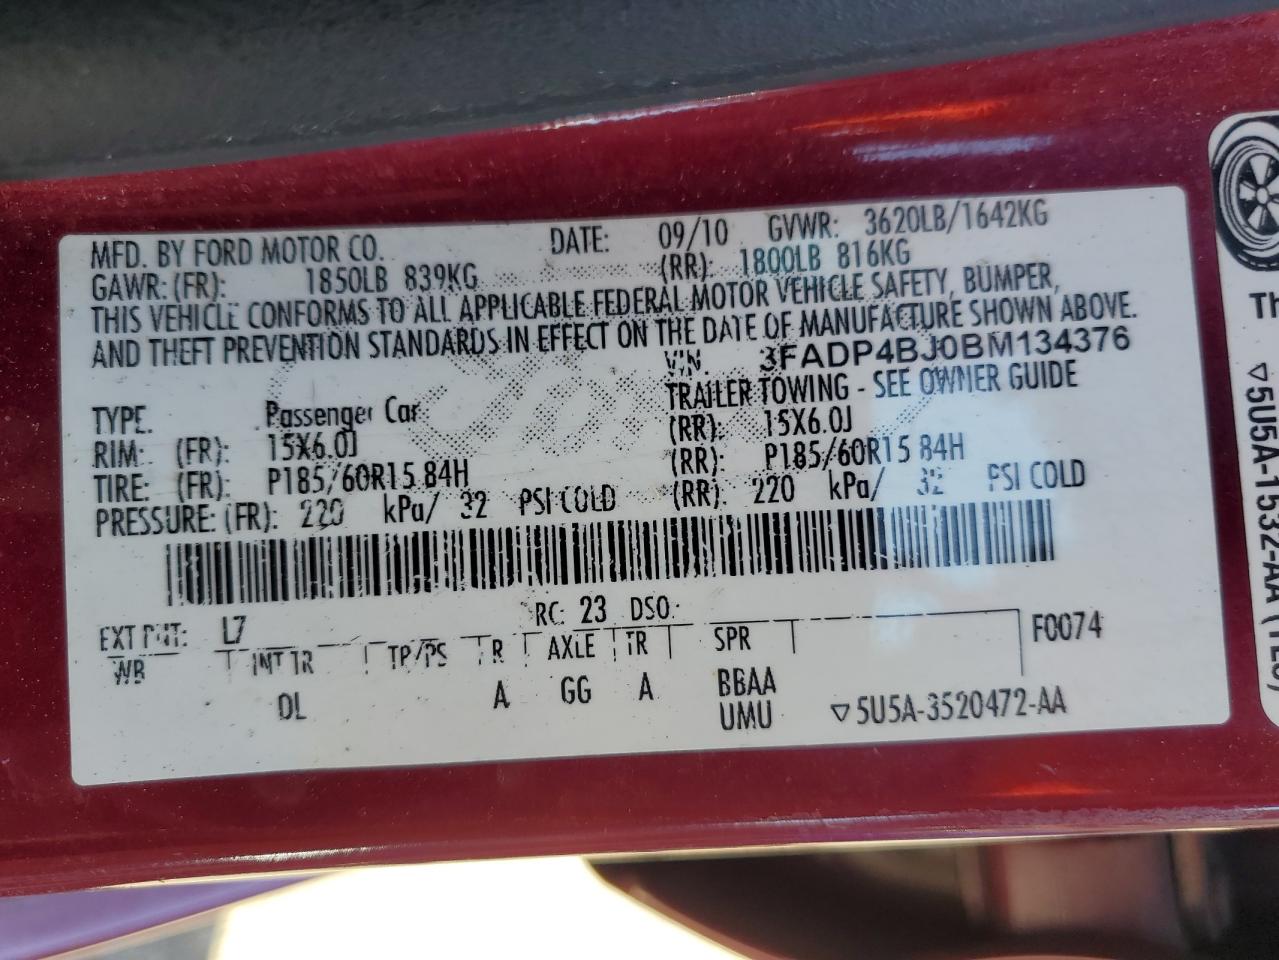 MFD. BY FORD MOTOR CO. DATE: 09/10 GVWR: 3620LB/1642KG
GAWR: (FR): 1850LB 839KG (RR): 1800LB 816KG
THIS VEHICLE CONFORMS TO ALL APPLICABLE FEDERAL MOTOR VEHICLE SAFETY, BUMPER,
AND THEFT PREVENTION STANDARDS IN EFFECT ON THE DATE OF MANUFACTURE SHOWN ABOVE.
VIN: 3FADP4BJ0BM134376
TYPE: Passenger Car TRAILER TOWING - SEE OWNER GUIDE
RIM: (FR): 15X6.0J (RR): 15X6.0J
TIRE: (FR): P185/60R15 84H (RR): P185/60R15 84H
PRESSURE: (FR): 220 kPa/ 32 PSI COLD (RR): 220 kPa/ 32 PSI COLD
RC: 23 DSO:
EXT PNT: L7 F0074
WB INT TR TP/PS R AXLE TR SPR
OL A GG A BBAA
UMU ▽5U5A-3520472-AA
▽5U5A-1532-AA